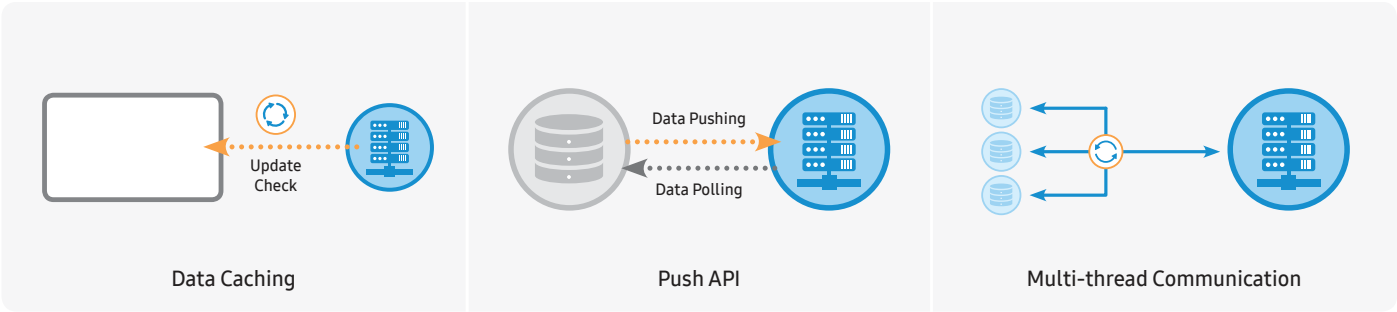 Update
Check
Data Caching
Data Pushing
Data Polling
Push API
Multi-thread Communication